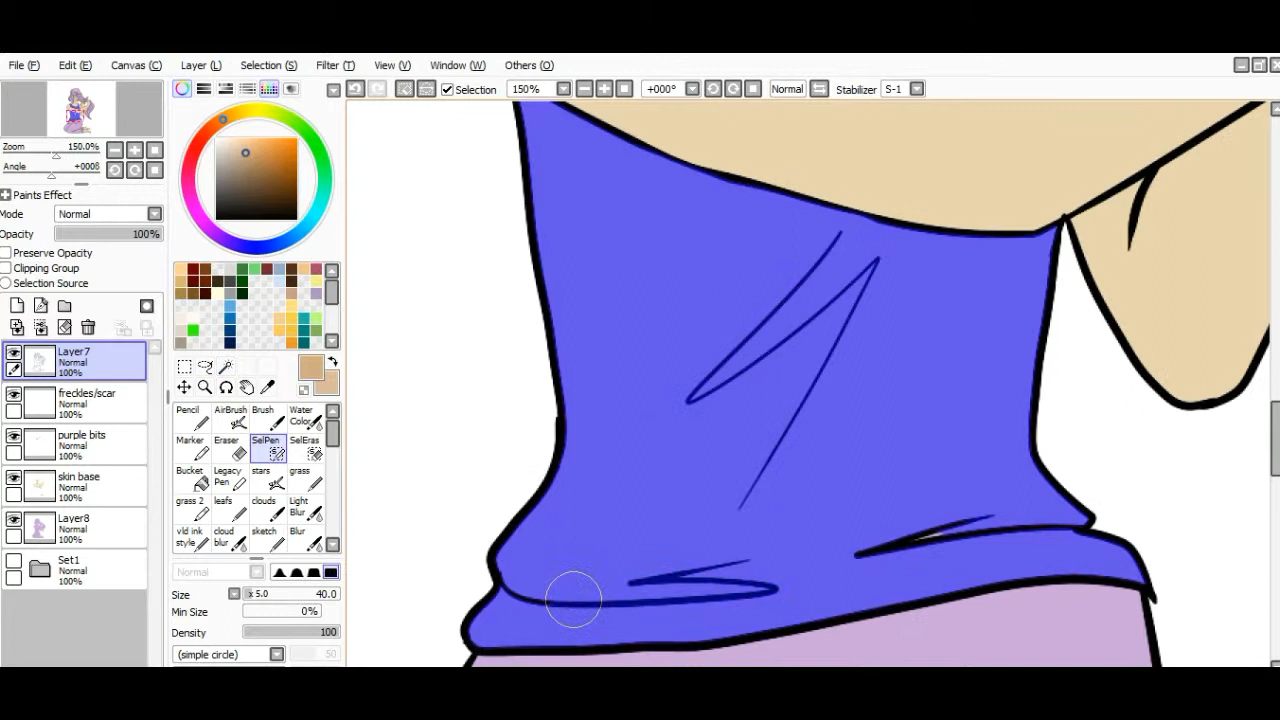 File (F) Edit (E) Canvas (C) Layer (L) Selection (S) Filter (T) View (V) Window (W) Others (O)
Selection 150% +000° Normal Stabilizer S-1
Zoom 150.0%
Angle +000ß
Paints Effect
Mode Normal
Opacity 100%
Preserve Opacity
Clipping Group
Selection Source
Layer7
Normal
100%
freckles/scar
Normal
100%
purple bits
Normal
100%
skin base
Normal
100%
Layer8
Normal
100%
Set1
Normal
100%
Pencil AirBrush Brush Water Color
Marker Eraser SelPen SelEras
Bucket Legacy Pen stars grass
grass 2 leafs clouds Light Blur
vld ink style cloud blur sketch Blur
Normal
Size x 5.0 40.0
Min Size 0%
Density 100
(simple circle) 50